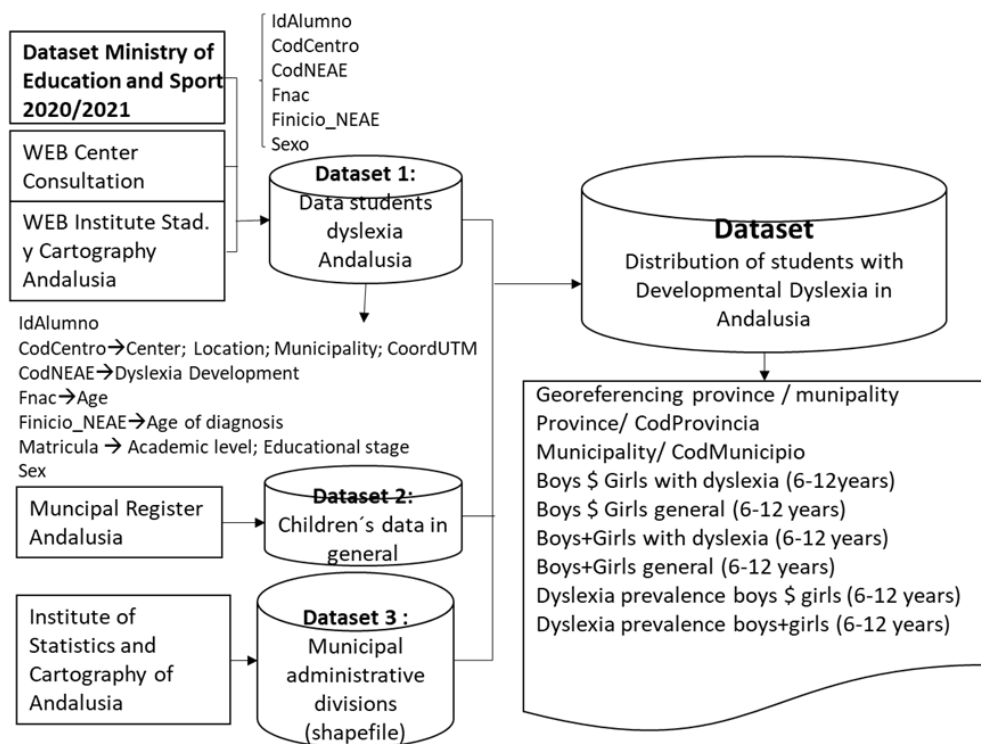 Dataset Ministry of
Education and Sport
2020/2021
WEB Center
Consultation
WEB Institute Stad.
y Cartography
Andalusia
IdAlumno
CodCentro
CodNEAE
Fnac
Finicio_NEAE
Sexo
Dataset 1:
Data students
dyslexia
Andalusia
IdAlumno
CodCentro→Center; Location; Municipality; CoordUTM
CodNEAE→Dyslexia Development
Fnac→Age
Finicio_NEAE→Age of diagnosis
Matricula → Academic level; Educational stage
Sex
Muncipal Register
Andalusia
Dataset 2:
Children´s data in
general
Institute of
Statistics and
Cartography of
Andalusia
Dataset 3 :
Municipal
administrative
divisions
(shapefile)
Dataset
Distribution of students with
Developmental Dyslexia in
Andalusia
Georeferencing province / munipality
Province/ CodProvincia
Municipality/ CodMunicipio
Boys $ Girls with dyslexia (6-12years)
Boys $ Girls general (6-12 years)
Boys+Girls with dyslexia (6-12 years)
Boys+Girls general (6-12 years)
Dyslexia prevalence boys $ girls (6-12 years)
Dyslexia prevalence boys+girls (6-12 years)